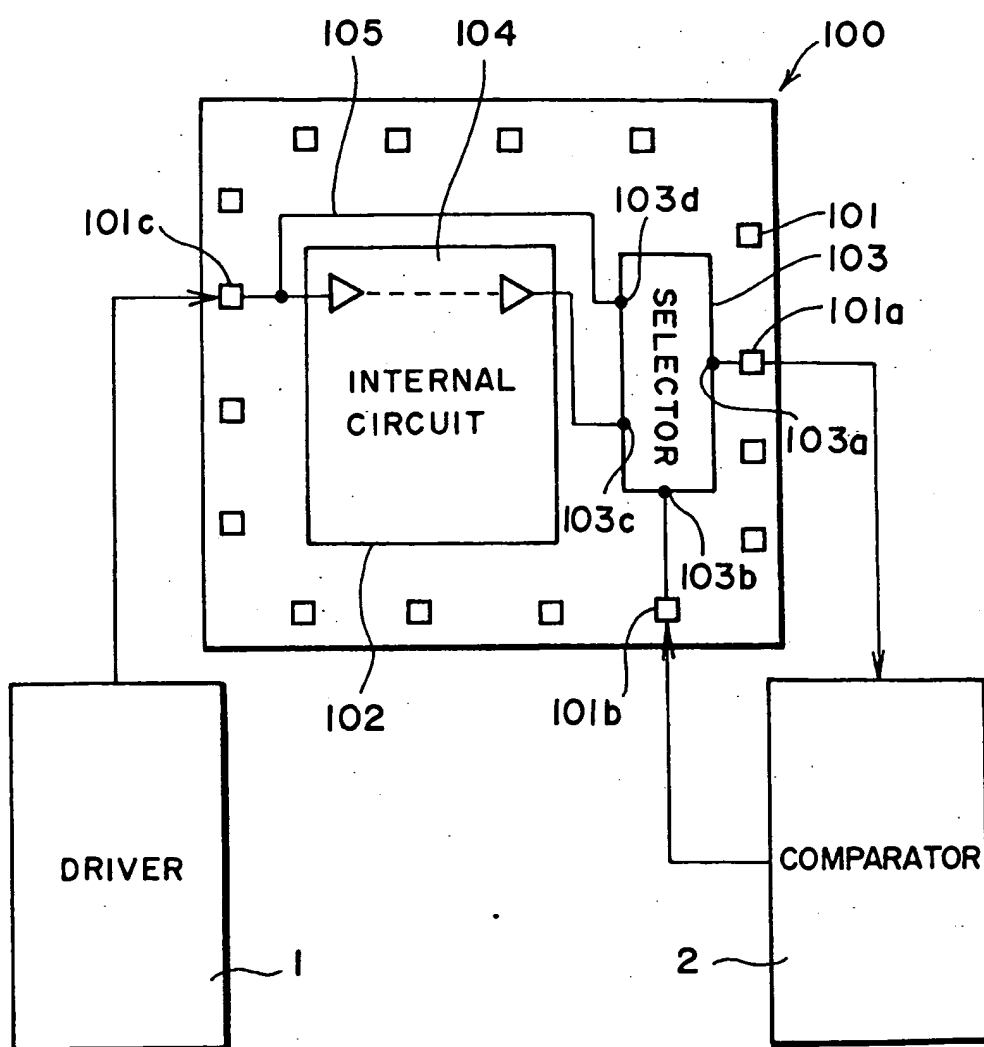 105
104
100
101c
103d
101
103
101a
SELECTOR
INTERNAL
CIRCUIT
103a
103c
103b
102
101b
DRIVER
COMPARATOR
1
2